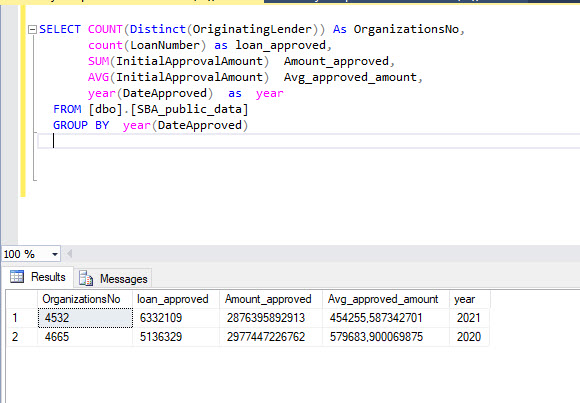 SELECT COUNT(Distinct(OriginatingLender)) As OrganizationsNo,
count(LoanNumber) as loan_approved,
SUM(InitialApprovalAmount) Amount_approved,
AVG(InitialApprovalAmount) Avg_approved_amount,
year(DateApproved) as year
FROM [dbo].[SBA_public_data]
GROUP BY year(DateApproved)
100 %
Results Messages
OrganizationsNo loan_approved Amount_approved Avg_approved_amount year
1 4532 6332109 2876395892913 454255,587342701 2021
2 4665 5136329 2977447226762 579683,900069875 2020